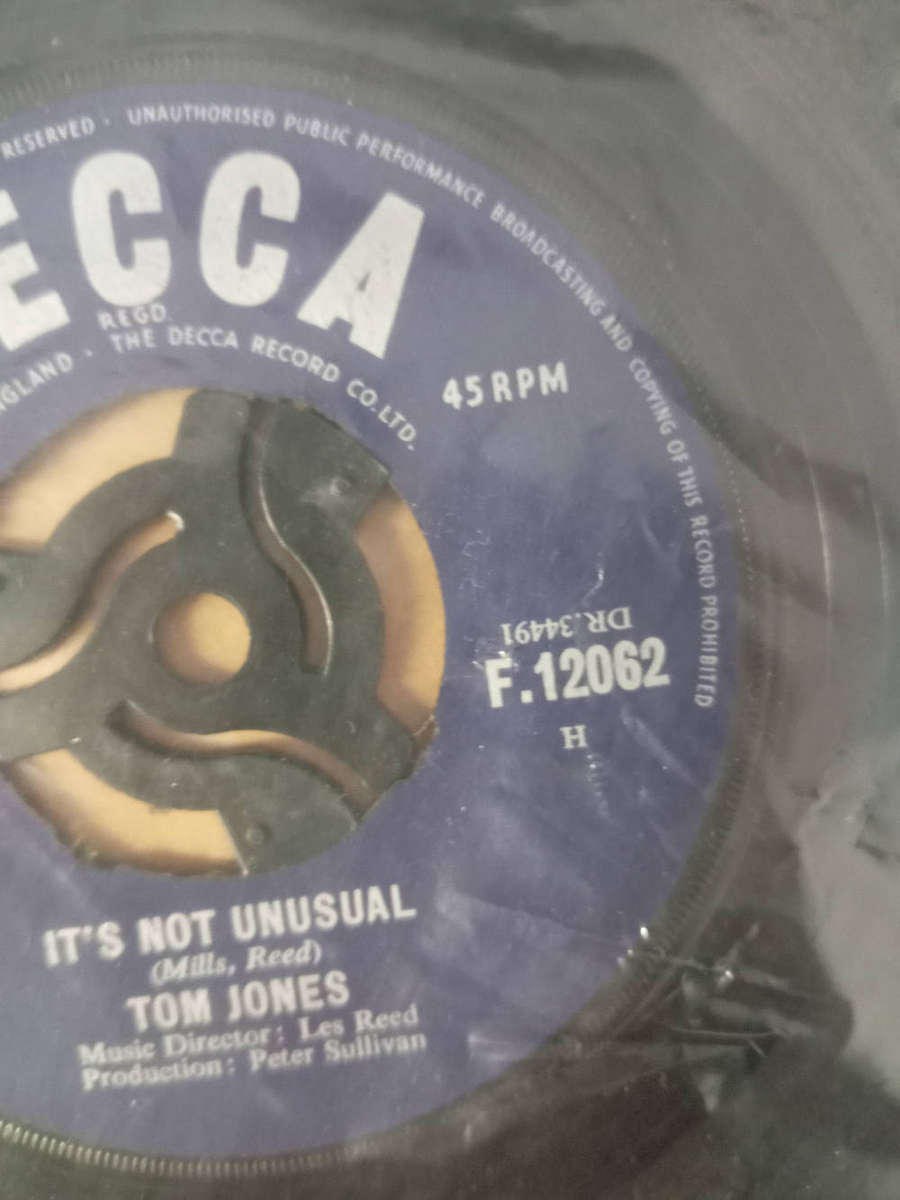 RESERVED · UNAUTHORISED PUBLIC PERFORMANCE BROADCASTING AND COPYING OF THIS RECORD PROHIBITED
ECCA
REGD.
NGLAND · THE DECCA RECORD CO. LTD.
45 RPM
DR.34491
F.12062
H
IT'S NOT UNUSUAL
(Mills, Reed)
TOM JONES
Music Director: Les Reed
Production: Peter Sullivan